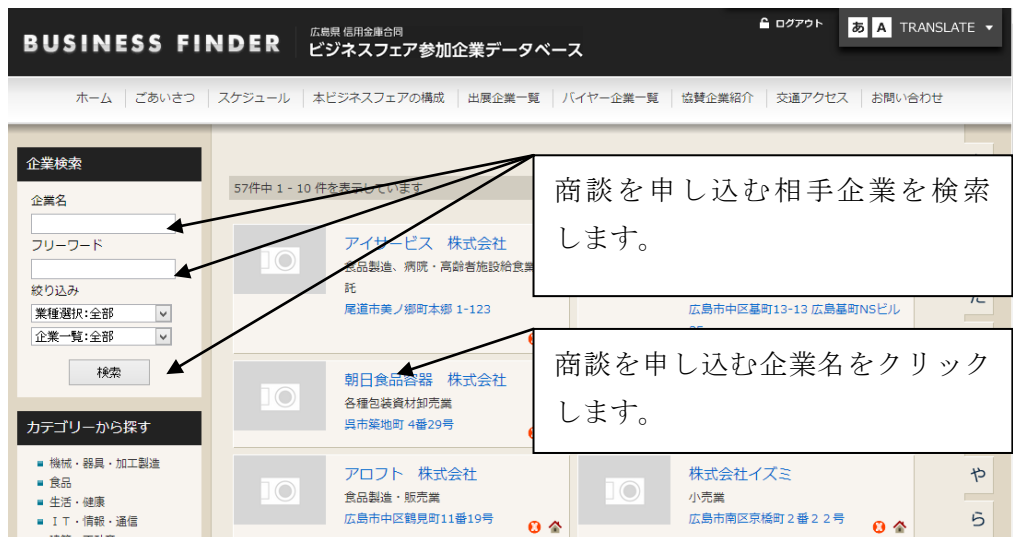 BUSINESS FINDER
広島県 信用金庫合同
ビジネスフェア参加企業データベース
ログアウト
あ A TRANSLATE
ホーム ごあいさつ スケジュール 本ビジネスフェアの構成 出展企業一覧 バイヤー企業一覧 協賛企業紹介 交通アクセス お問い合わせ
企業検索
企業名
フリーワード
絞り込み
業種選択:全部
企業一覧:全部
検索
カテゴリーから探す
機械・器具・加工製造
食品
生活・健康
IT・情報・通信
57件中 1 - 10 件を表示しています
商談を申し込む相手企業を検索
します。
アイサービス 株式会社
食品製造、病院・高齢者施設給食業
託
尾道市美ノ郷町本郷 1-123
広島市中区基町13-13 広島基町NSビル
商談を申し込む企業名をクリック
します。
朝日食品容器 株式会社
各種包装資材卸売業
呉市築地町 4番29号
アロフト 株式会社
食品製造・販売業
広島市中区鶴見町11番19号
株式会社イズミ
小売業
広島市南区京橋町2番22号
や
ら